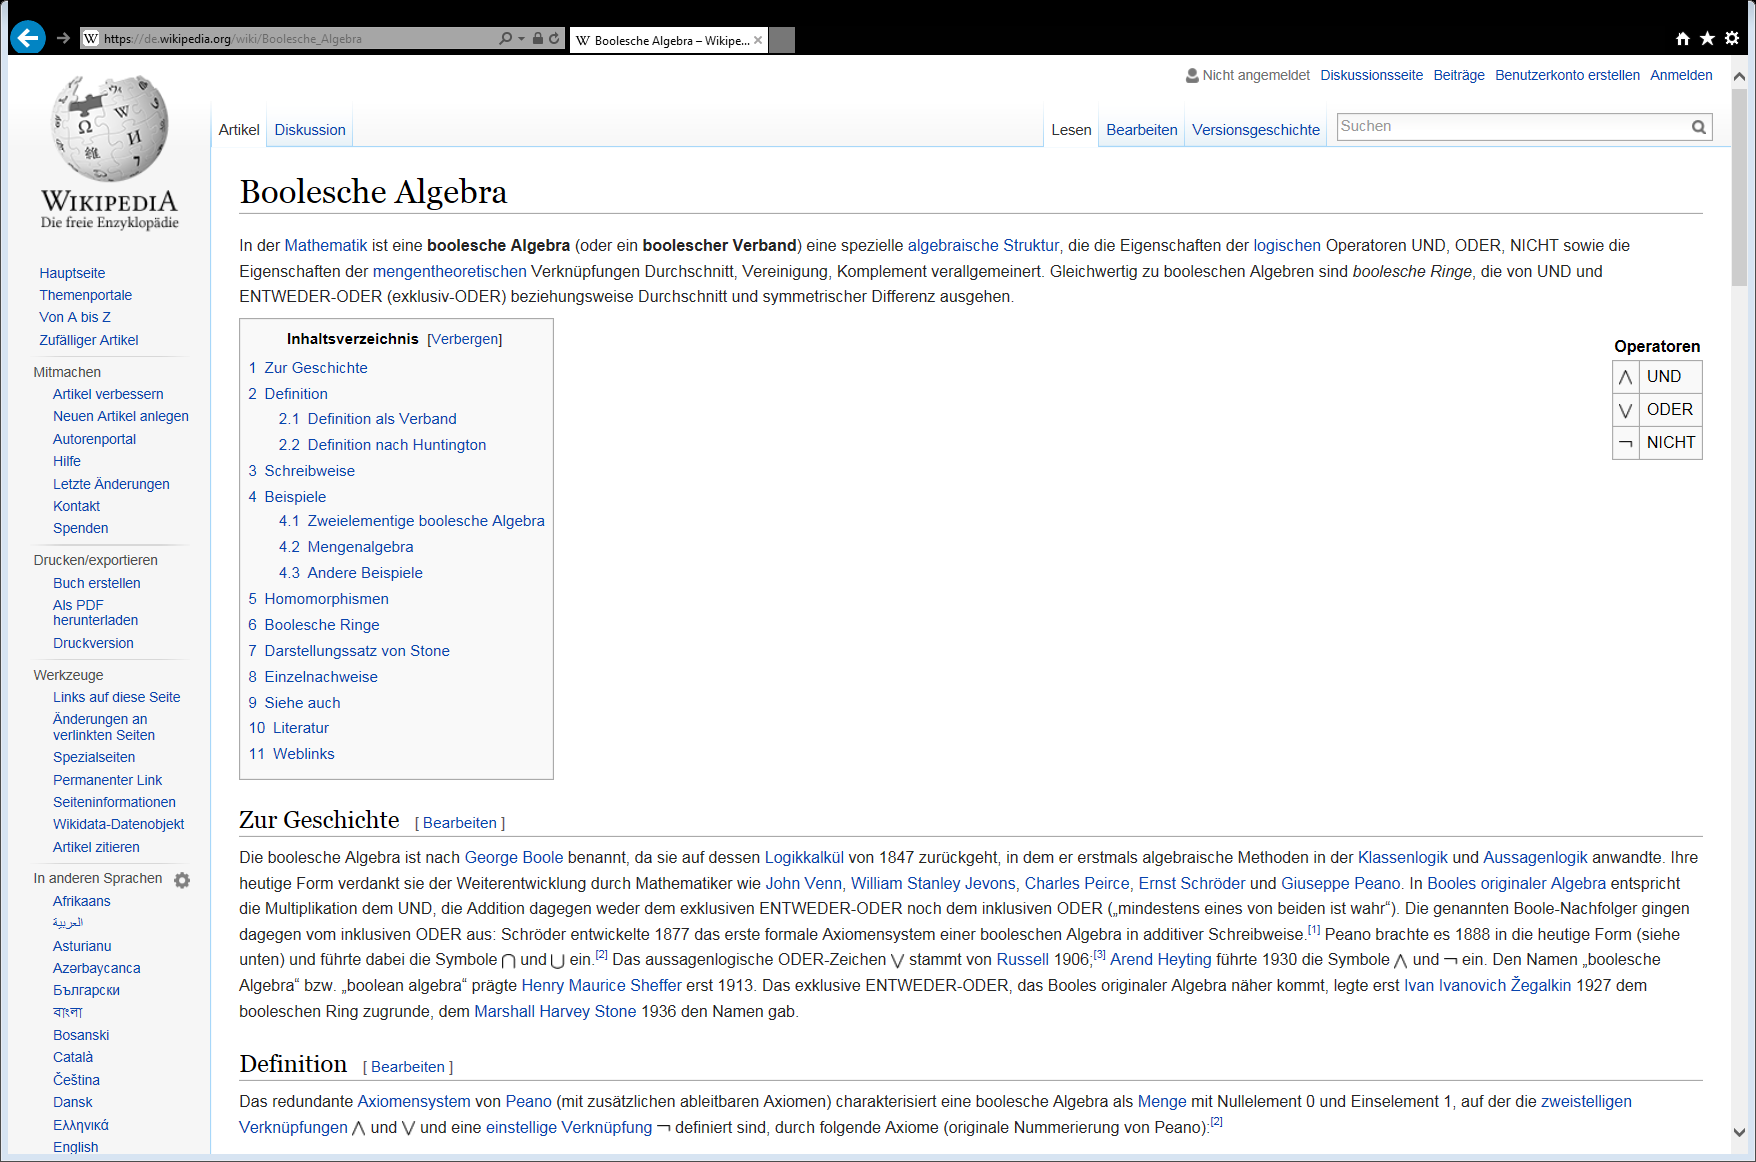 https://de.wikipedia.org/wiki/Boolesche_Algebra
W Boolesche Algebra – Wikipe...
Nicht angemeldet Diskussionsseite Beiträge Benutzerkonto erstellen Anmelden
Artikel Diskussion Lesen Bearbeiten Versionsgeschichte Suchen
WIKIPEDIA
Die freie Enzyklopädie
Hauptseite
Themenportale
Von A bis Z
Zufälliger Artikel
Mitmachen
Artikel verbessern
Neuen Artikel anlegen
Autorenportal
Hilfe
Letzte Änderungen
Kontakt
Spenden
Drucken/exportieren
Buch erstellen
Als PDF
herunterladen
Druckversion
Werkzeuge
Links auf diese Seite
Änderungen an
verlinkten Seiten
Spezialseiten
Permanenter Link
Seiteninformationen
Wikidata-Datenobjekt
Artikel zitieren
In anderen Sprachen
Afrikaans
العربية
Asturianu
Azərbaycanca
Български
বাংলা
Bosanski
Català
Čeština
Dansk
Ελληνικά
English
Boolesche Algebra
In der Mathematik ist eine boolesche Algebra (oder ein boolescher Verband) eine spezielle algebraische Struktur, die die Eigenschaften der logischen Operatoren UND, ODER, NICHT sowie die
Eigenschaften der mengentheoretischen Verknüpfungen Durchschnitt, Vereinigung, Komplement verallgemeinert. Gleichwertig zu booleschen Algebren sind boolesche Ringe, die von UND und
ENTWEDER-ODER (exklusiv-ODER) beziehungsweise Durchschnitt und symmetrischer Differenz ausgehen.
Inhaltsverzeichnis [Verbergen]
1 Zur Geschichte
2 Definition
2.1 Definition als Verband
2.2 Definition nach Huntington
3 Schreibweise
4 Beispiele
4.1 Zweielementige boolesche Algebra
4.2 Mengenalgebra
4.3 Andere Beispiele
5 Homomorphismen
6 Boolesche Ringe
7 Darstellungssatz von Stone
8 Einzelnachweise
9 Siehe auch
10 Literatur
11 Weblinks
Operatoren
∧ UND
∨ ODER
¬ NICHT
Zur Geschichte [ Bearbeiten ]
Die boolesche Algebra ist nach George Boole benannt, da sie auf dessen Logikkalkül von 1847 zurückgeht, in dem er erstmals algebraische Methoden in der Klassenlogik und Aussagenlogik anwandte. Ihre
heutige Form verdankt sie der Weiterentwicklung durch Mathematiker wie John Venn, William Stanley Jevons, Charles Peirce, Ernst Schröder und Giuseppe Peano. In Booles originaler Algebra entspricht
die Multiplikation dem UND, die Addition dagegen weder dem exklusiven ENTWEDER-ODER noch dem inklusiven ODER („mindestens eines von beiden ist wahr“). Die genannten Boole-Nachfolger gingen
dagegen vom inklusiven ODER aus: Schröder entwickelte 1877 das erste formale Axiomensystem einer booleschen Algebra in additiver Schreibweise.[1] Peano brachte es 1888 in die heutige Form (siehe
unten) und führte dabei die Symbole ∩ und ∪ ein.[2] Das aussagenlogische ODER-Zeichen ∨ stammt von Russell 1906;[3] Arend Heyting führte 1930 die Symbole ∧ und ¬ ein. Den Namen „boolesche
Algebra“ bzw. „boolean algebra“ prägte Henry Maurice Sheffer erst 1913. Das exklusive ENTWEDER-ODER, das Booles originaler Algebra näher kommt, legte erst Ivan Ivanovich Žegalkin 1927 dem
booleschen Ring zugrunde, dem Marshall Harvey Stone 1936 den Namen gab.
Definition [ Bearbeiten ]
Das redundante Axiomensystem von Peano (mit zusätzlichen ableitbaren Axiomen) charakterisiert eine boolesche Algebra als Menge mit Nullelement 0 und Einselement 1, auf der die zweistelligen
Verknüpfungen ∧ und ∨ und eine einstellige Verknüpfung ¬ definiert sind, durch folgende Axiome (originale Nummerierung von Peano):[2]